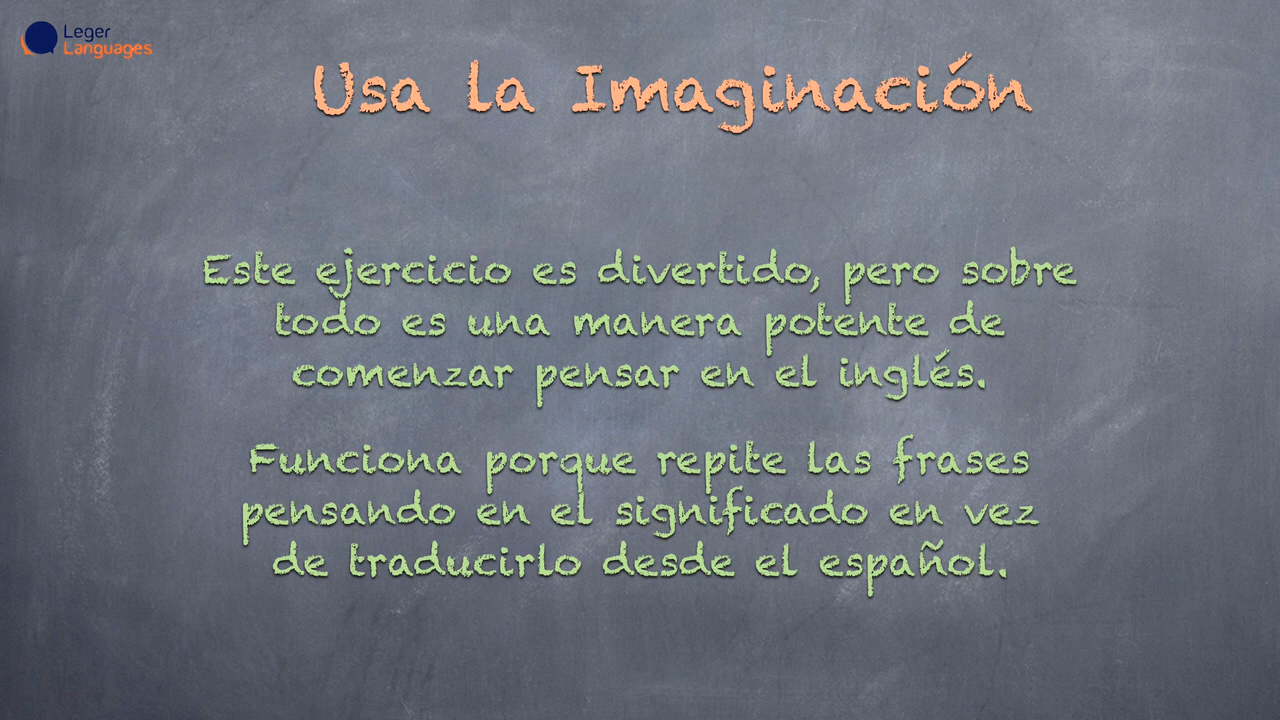 Leger
Languages
Usa la Imaginación
Este ejercicio es divertido, pero sobre
todo es una manera potente de
comenzar pensar en el inglés.
Funciona porque repite las frases
pensando en el significado en vez
de traducirlo desde el español.